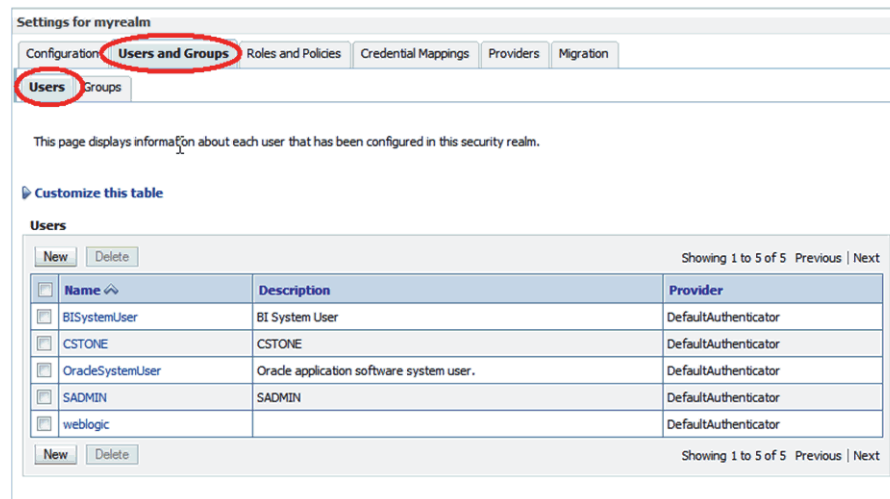 Settings for myrealm
Configuration Users and Groups Roles and Policies Credential Mappings Providers Migration
Users Groups
This page displays information about each user that has been configured in this security realm.
Customize this table
Users
New Delete Showing 1 to 5 of 5 Previous | Next
Name Description Provider
BISystemUser BI System User DefaultAuthenticator
CSTONE CSTONE DefaultAuthenticator
OracleSystemUser Oracle application software system user. DefaultAuthenticator
SADMIN SADMIN DefaultAuthenticator
weblogic DefaultAuthenticator
New Delete Showing 1 to 5 of 5 Previous | Next